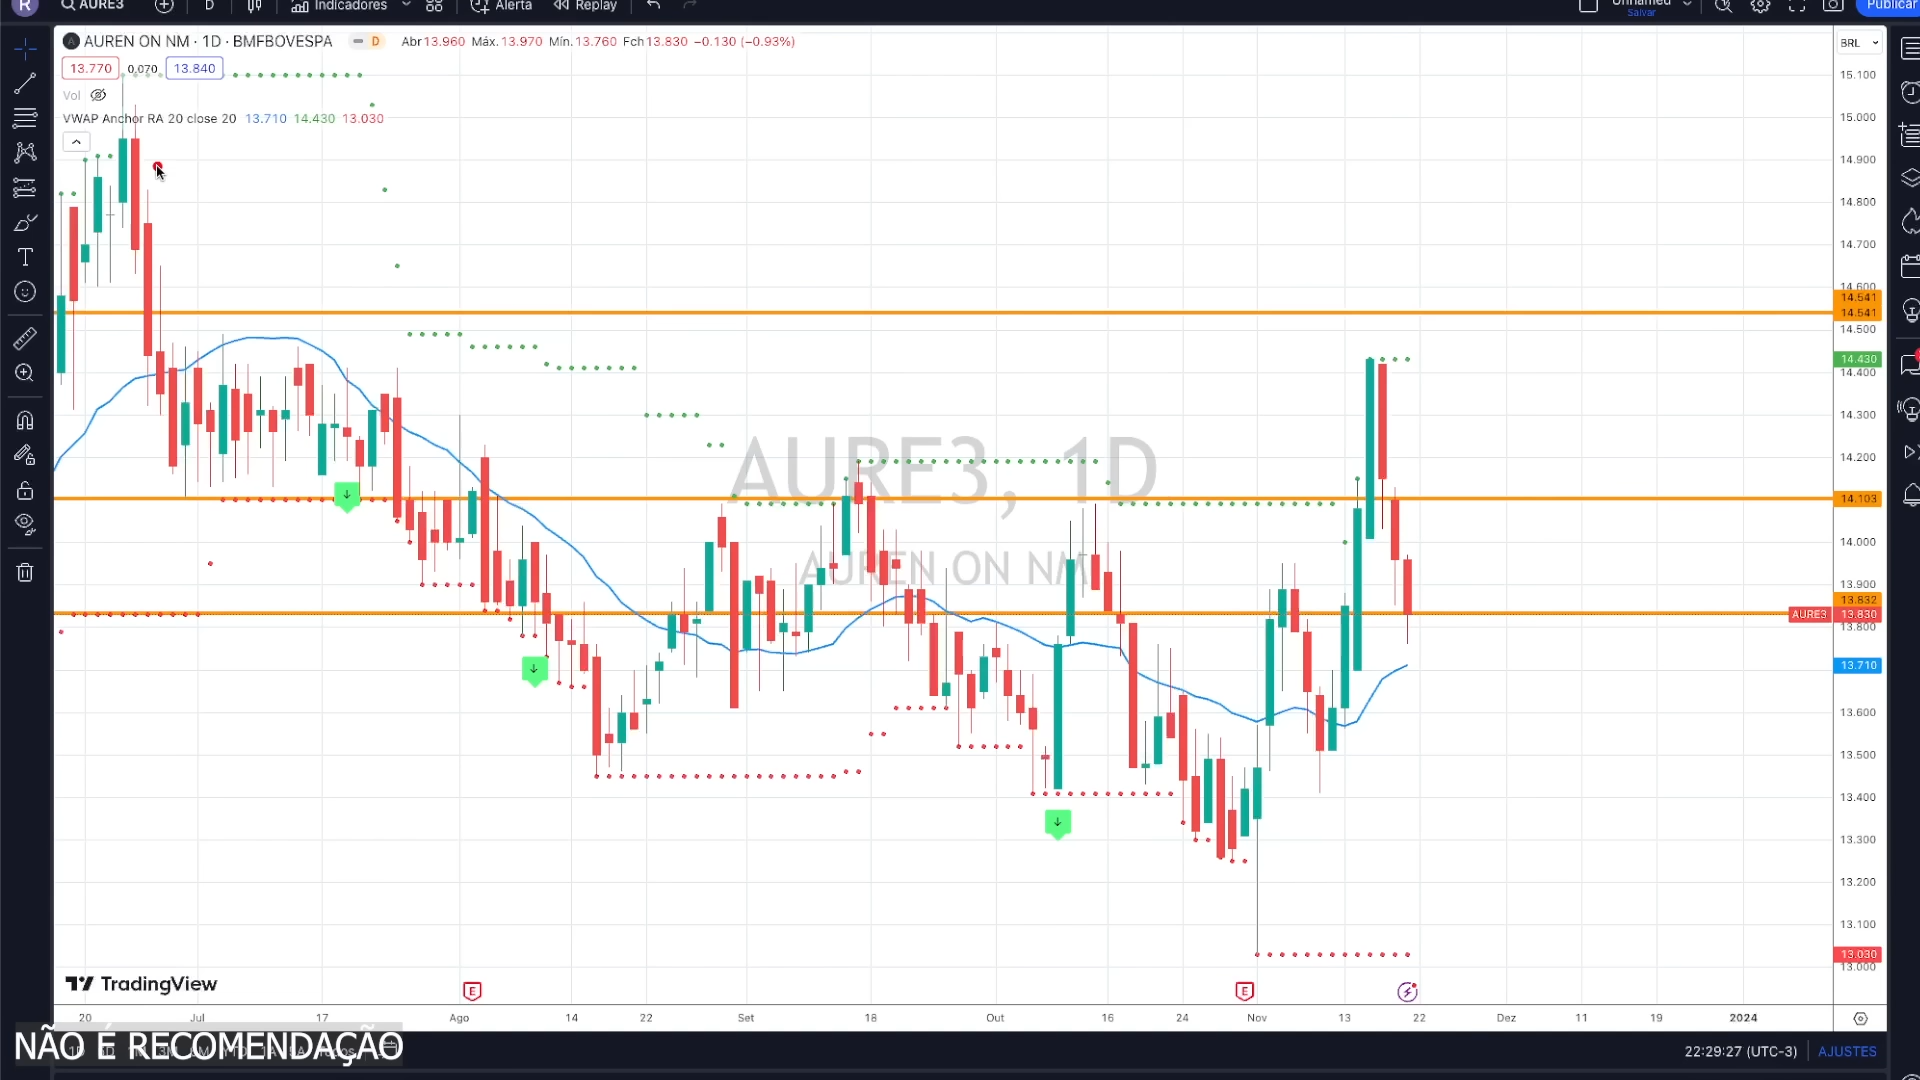 R AURE3 D Indicadores Alerta Replay Unnamed Salvar Publicar
AUREN ON NM · 1D · BMFBOVESPA D Abr13.960 Máx.13.970 Mín.13.760 Fch13.830 −0.130 (−0.93%) BRL
13.770 0.070 13.840
Vol
VWAP Anchor RA 20 close 20 13.710 14.430 13.030
15.100
15.000
14.900
14.800
14.700
14.600
14.541
14.541
14.500
14.430
14.400
14.300
14.200
14.103
14.000
13.900
13.832
AURE3 13.830
13.800
13.710
13.600
13.500
13.400
13.300
13.200
13.100
13.030
13.000
AURE3, 1D
AUREN ON NM
TradingView
E E
20 Jul 17 Ago 14 22 Set 18 Out 16 24 Nov 13 22 Dez 11 19 2024
NÃO É RECOMENDAÇÃO
22:29:27 (UTC-3) AJUSTES